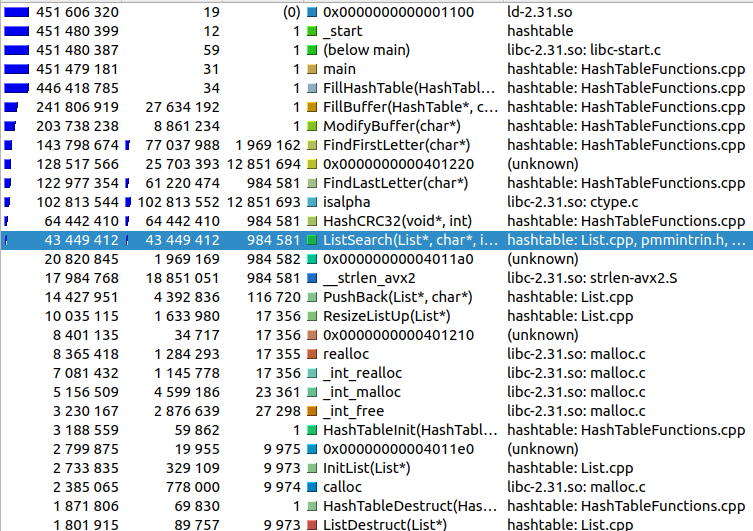 451 606 320 19 (0) 0x0000000000001100 ld-2.31.so
451 480 399 12 1 _start hashtable
451 480 387 59 1 (below main) libc-2.31.so: libc-start.c
451 479 181 31 1 main hashtable: HashTableFunctions.cpp
446 418 785 34 1 FillHashTable(HashTabl... hashtable: HashTableFunctions.cpp
241 806 919 27 634 192 1 FillBuffer(HashTable*, c... hashtable: HashTableFunctions.cpp
203 738 238 8 861 234 1 ModifyBuffer(char*) hashtable: HashTableFunctions.cpp
143 798 674 77 037 988 1 969 162 FindFirstLetter(char*) hashtable: HashTableFunctions.cpp
128 517 566 25 703 393 12 851 694 0x0000000000401220 (unknown)
122 977 354 61 220 474 984 581 FindLastLetter(char*) hashtable: HashTableFunctions.cpp
102 813 544 102 813 552 12 851 693 isalpha libc-2.31.so: ctype.c
64 442 410 64 442 410 984 581 HashCRC32(void*, int) hashtable: HashTableFunctions.cpp
43 449 412 43 449 412 984 581 ListSearch(List*, char*, i... hashtable: List.cpp, pmmintrin.h, ...
20 820 845 1 969 169 984 582 0x00000000004011a0 (unknown)
17 984 768 18 851 051 984 581 __strlen_avx2 libc-2.31.so: strlen-avx2.S
14 427 951 4 392 836 116 720 PushBack(List*, char*) hashtable: List.cpp
10 035 115 1 633 980 17 356 ResizeListUp(List*) hashtable: List.cpp
8 401 135 34 717 17 356 0x0000000000401210 (unknown)
8 365 418 1 284 293 17 355 realloc libc-2.31.so: malloc.c
7 081 432 1 145 778 17 356 _int_realloc libc-2.31.so: malloc.c
5 156 509 4 599 186 23 361 _int_malloc libc-2.31.so: malloc.c
3 230 167 2 876 639 27 298 _int_free libc-2.31.so: malloc.c
3 188 559 59 862 1 HashTableInit(HashTabl... hashtable: HashTableFunctions.cpp
2 799 875 19 955 9 975 0x00000000004011e0 (unknown)
2 733 835 329 109 9 973 InitList(List*) hashtable: List.cpp
2 385 065 778 000 9 974 calloc libc-2.31.so: malloc.c
1 871 806 69 830 1 HashTableDestruct(Has... hashtable: HashTableFunctions.cpp
1 801 915 89 757 9 973 ListDestruct(List*) hashtable: List.cpp